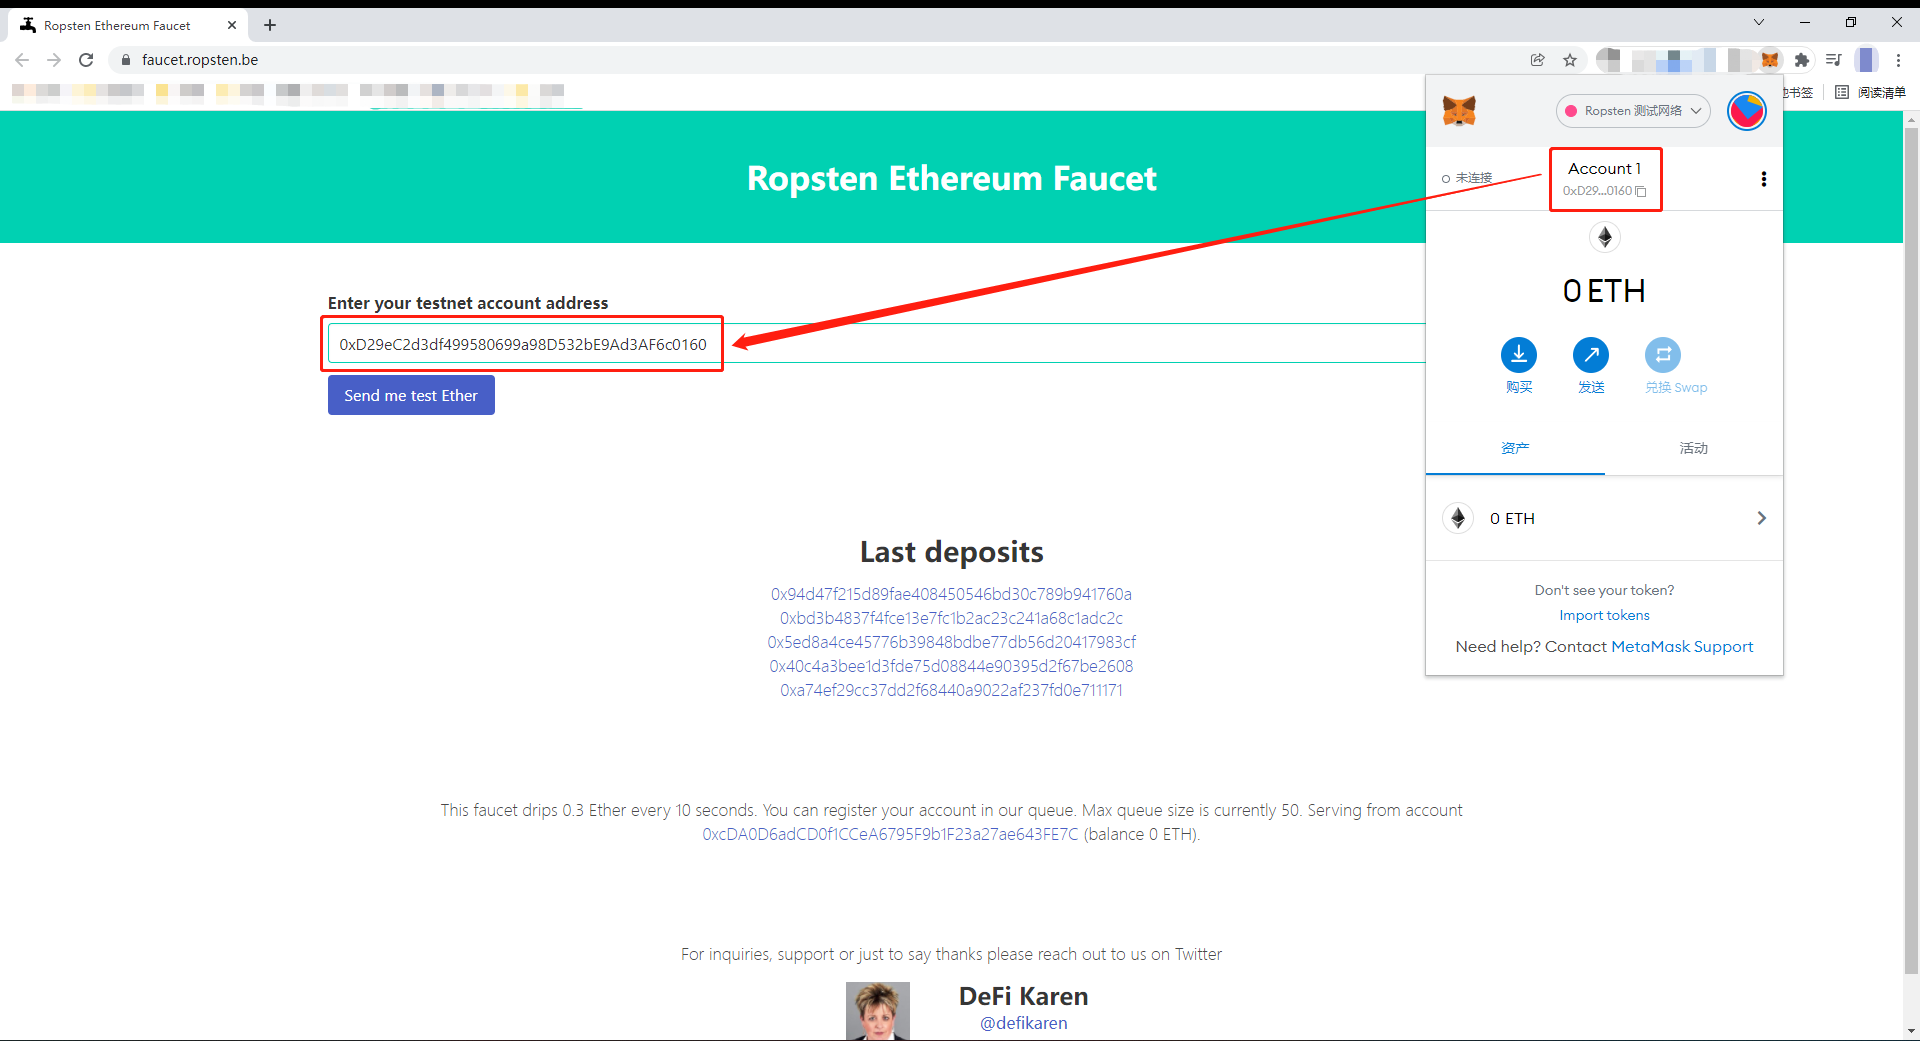 Ropsten Ethereum Faucet
faucet.ropsten.be
书签
阅读清单
Ropsten Ethereum Faucet
Ropsten 测试网络
未连接
Account 1
0xD29...0160
0 ETH
购买
发送
兑换 Swap
资产
活动
0 ETH
Don't see your token?
Import tokens
Need help? Contact MetaMask Support
Enter your testnet account address
0xD29eC2d3df499580699a98D532bE9Ad3AF6c0160
Send me test Ether
Last deposits
0x94d47f215d89fae408450546bd30c789b941760a
0xbd3b4837f4fce13e7fc1b2ac23c241a68c1adc2c
0x5ed8a4ce45776b39848bdbe77db56d20417983cf
0x40c4a3bee1d3fde75d08844e90395d2f67be2608
0xa74ef29cc37dd2f68440a9022af237fd0e711171
This faucet drips 0.3 Ether every 10 seconds. You can register your account in our queue. Max queue size is currently 50. Serving from account
0xcDA0D6adCD0f1CCeA6795F9b1F23a27ae643FE7C (balance 0 ETH).
For inquiries, support or just to say thanks please reach out to us on Twitter
DeFi Karen
@defikaren